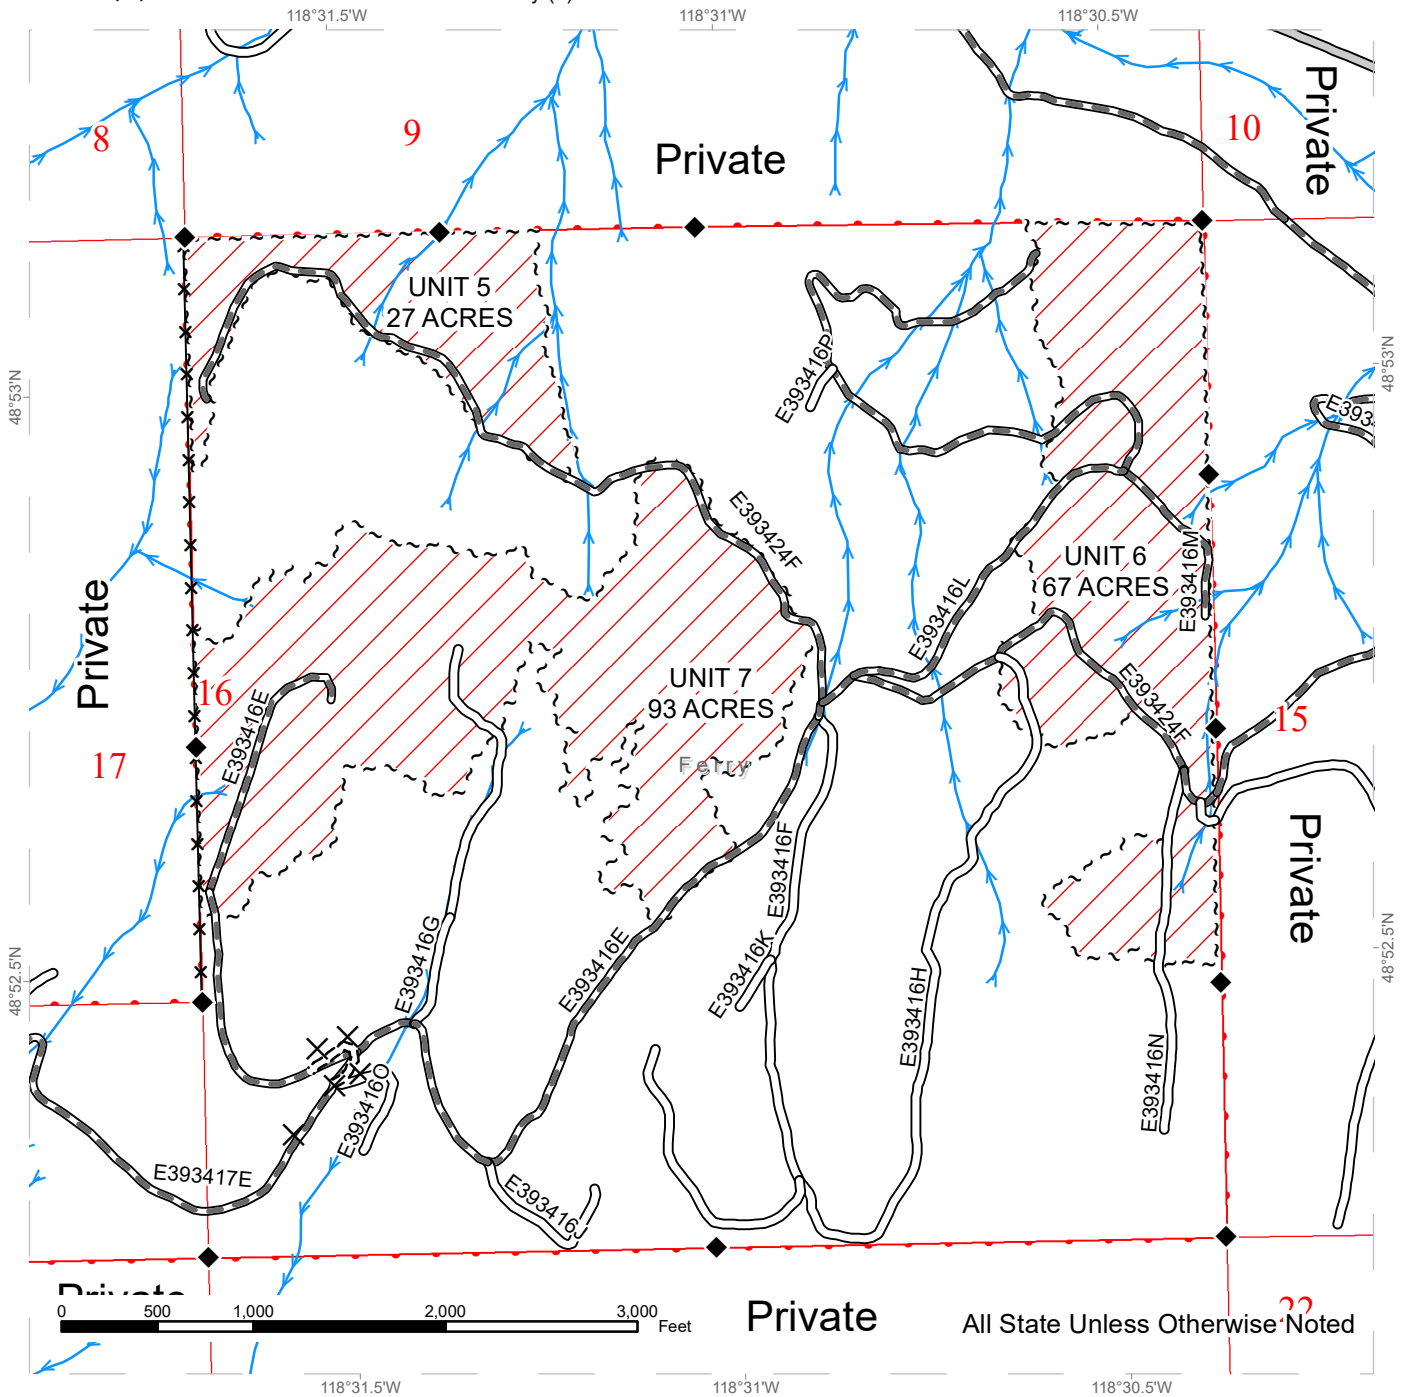 118°31.5'W
118°31'W
118°30.5'W
8
9
10
Private
Private
UNIT 5
27 ACRES
48°53'N
48°53'N
E393416P
E393
E393424F
UNIT 6
67 ACRES
E393416M
E393416L
Private
16
UNIT 7
93 ACRES
E393424F
E393416E
15
17
Ferry
E393416F
Private
E393416G
E393416E
E393416K
E393416H
48°52.5'N
48°52.5'N
E393416N
E393416O
E393417E
E393416J
Private
22
0
500
1,000
2,000
3,000
Feet
Private
All State Unless Otherwise Noted
118°31.5'W
118°31'W
118°30.5'W